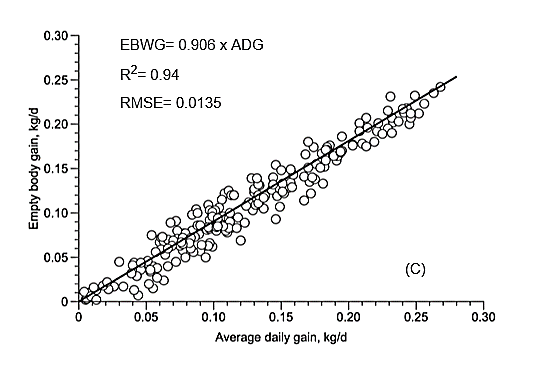 EBWG= 0.906 x ADG
R²= 0.94
RMSE= 0.0135
Empty body gain, kg/d
0.30
0.25
0.20
0.15
0.10
0.05
0
(C)
0 0.05 0.10 0.15 0.20 0.25 0.30
Average daily gain, kg/d